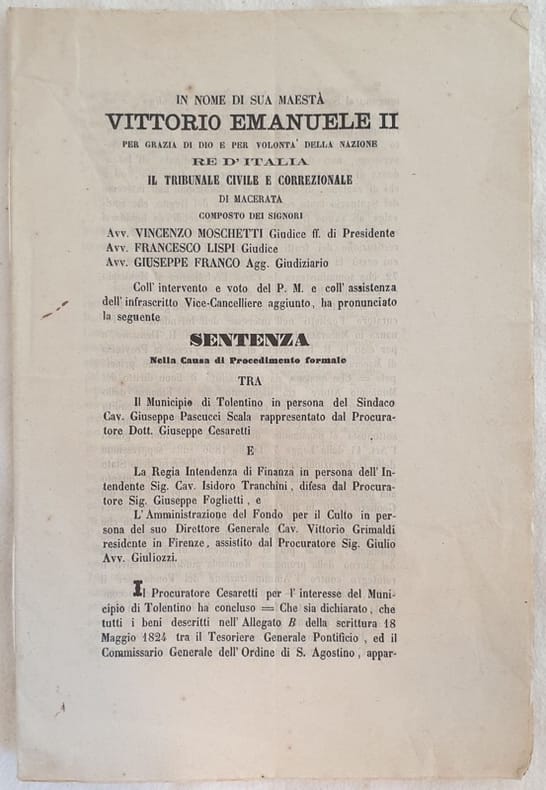 IN NOME DI SUA MAESTÀ
VITTORIO EMANUELE II
PER GRAZIA DI DIO E PER VOLONTA' DELLA NAZIONE
RE D'ITALIA
IL TRIBUNALE CIVILE E CORREZIONALE
DI MACERATA
COMPOSTO DEI SIGNORI
Avv. VINCENZO MOSCHETTI Giudice ff. di Presidente
Avv. FRANCESCO LISPI Giudice
Avv. GIUSEPPE FRANCO Agg. Giudiziario
Coll' intervento e voto del P. M. e coll' assistenza
dell' infrascritto Vice-Cancelliere aggiunto, ha pronunciato
la seguente
SENTENZA
Nella Causa di Procedimento formale
TRA
Il Municipio di Tolentino in persona del Sindaco
Cav. Giuseppe Pascucci Scala rappresentato dal Procura-
tore Dott. Giuseppe Cesaretti
E
La Regia Intendenza di Finanza in persona dell' In-
tendente Sig. Cav. Isidoro Tranchini, difesa dal Procura-
tore Sig. Giuseppe Foglietti, e
L' Amministrazione del Fondo per il Culto in per-
sona del suo Direttore Generale Cav. Vittorio Grimaldi
residente in Firenze, assistito dal Procuratore Sig. Giulio
Avv. Giuliozzi.
Il Procuratore Cesaretti per l' interesse del Muni-
cipio di Tolentino ha concluso = Che sia dichiarato, che
tutti i beni descritti nell' Allegato B della scrittura 18
Maggio 1824 tra il Tesoriere Generale Pontificio, ed il
Commissario Generale dell' Ordine di S. Agostino, appar-